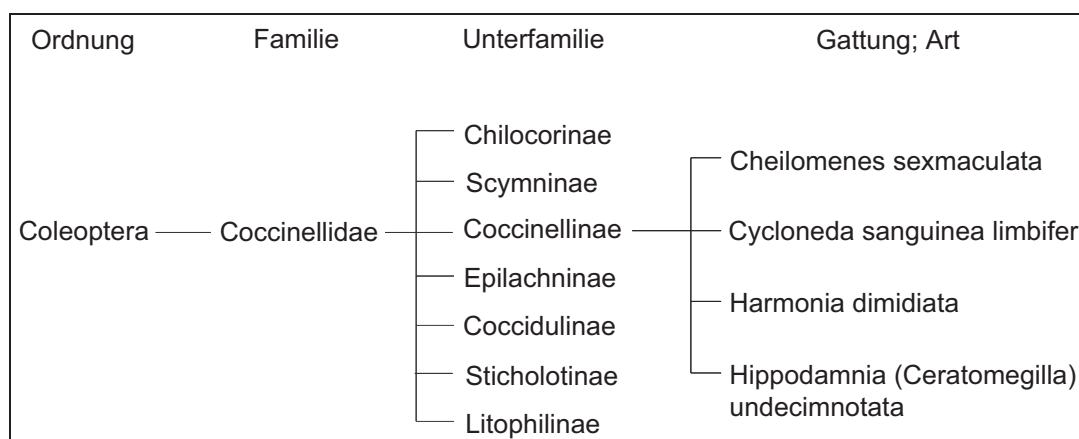 Ordnung Familie Unterfamilie Gattung; Art
Chilocorinae
Cheilomenes sexmaculata
Scymninae
Coleoptera Coccinellidae Coccinellinae Cycloneda sanguinea limbifer
Epilachninae
Harmonia dimidiata
Coccidulinae
Sticholotinae Hippodamnia (Ceratomegilla)
undecimnotata
Litophilinae